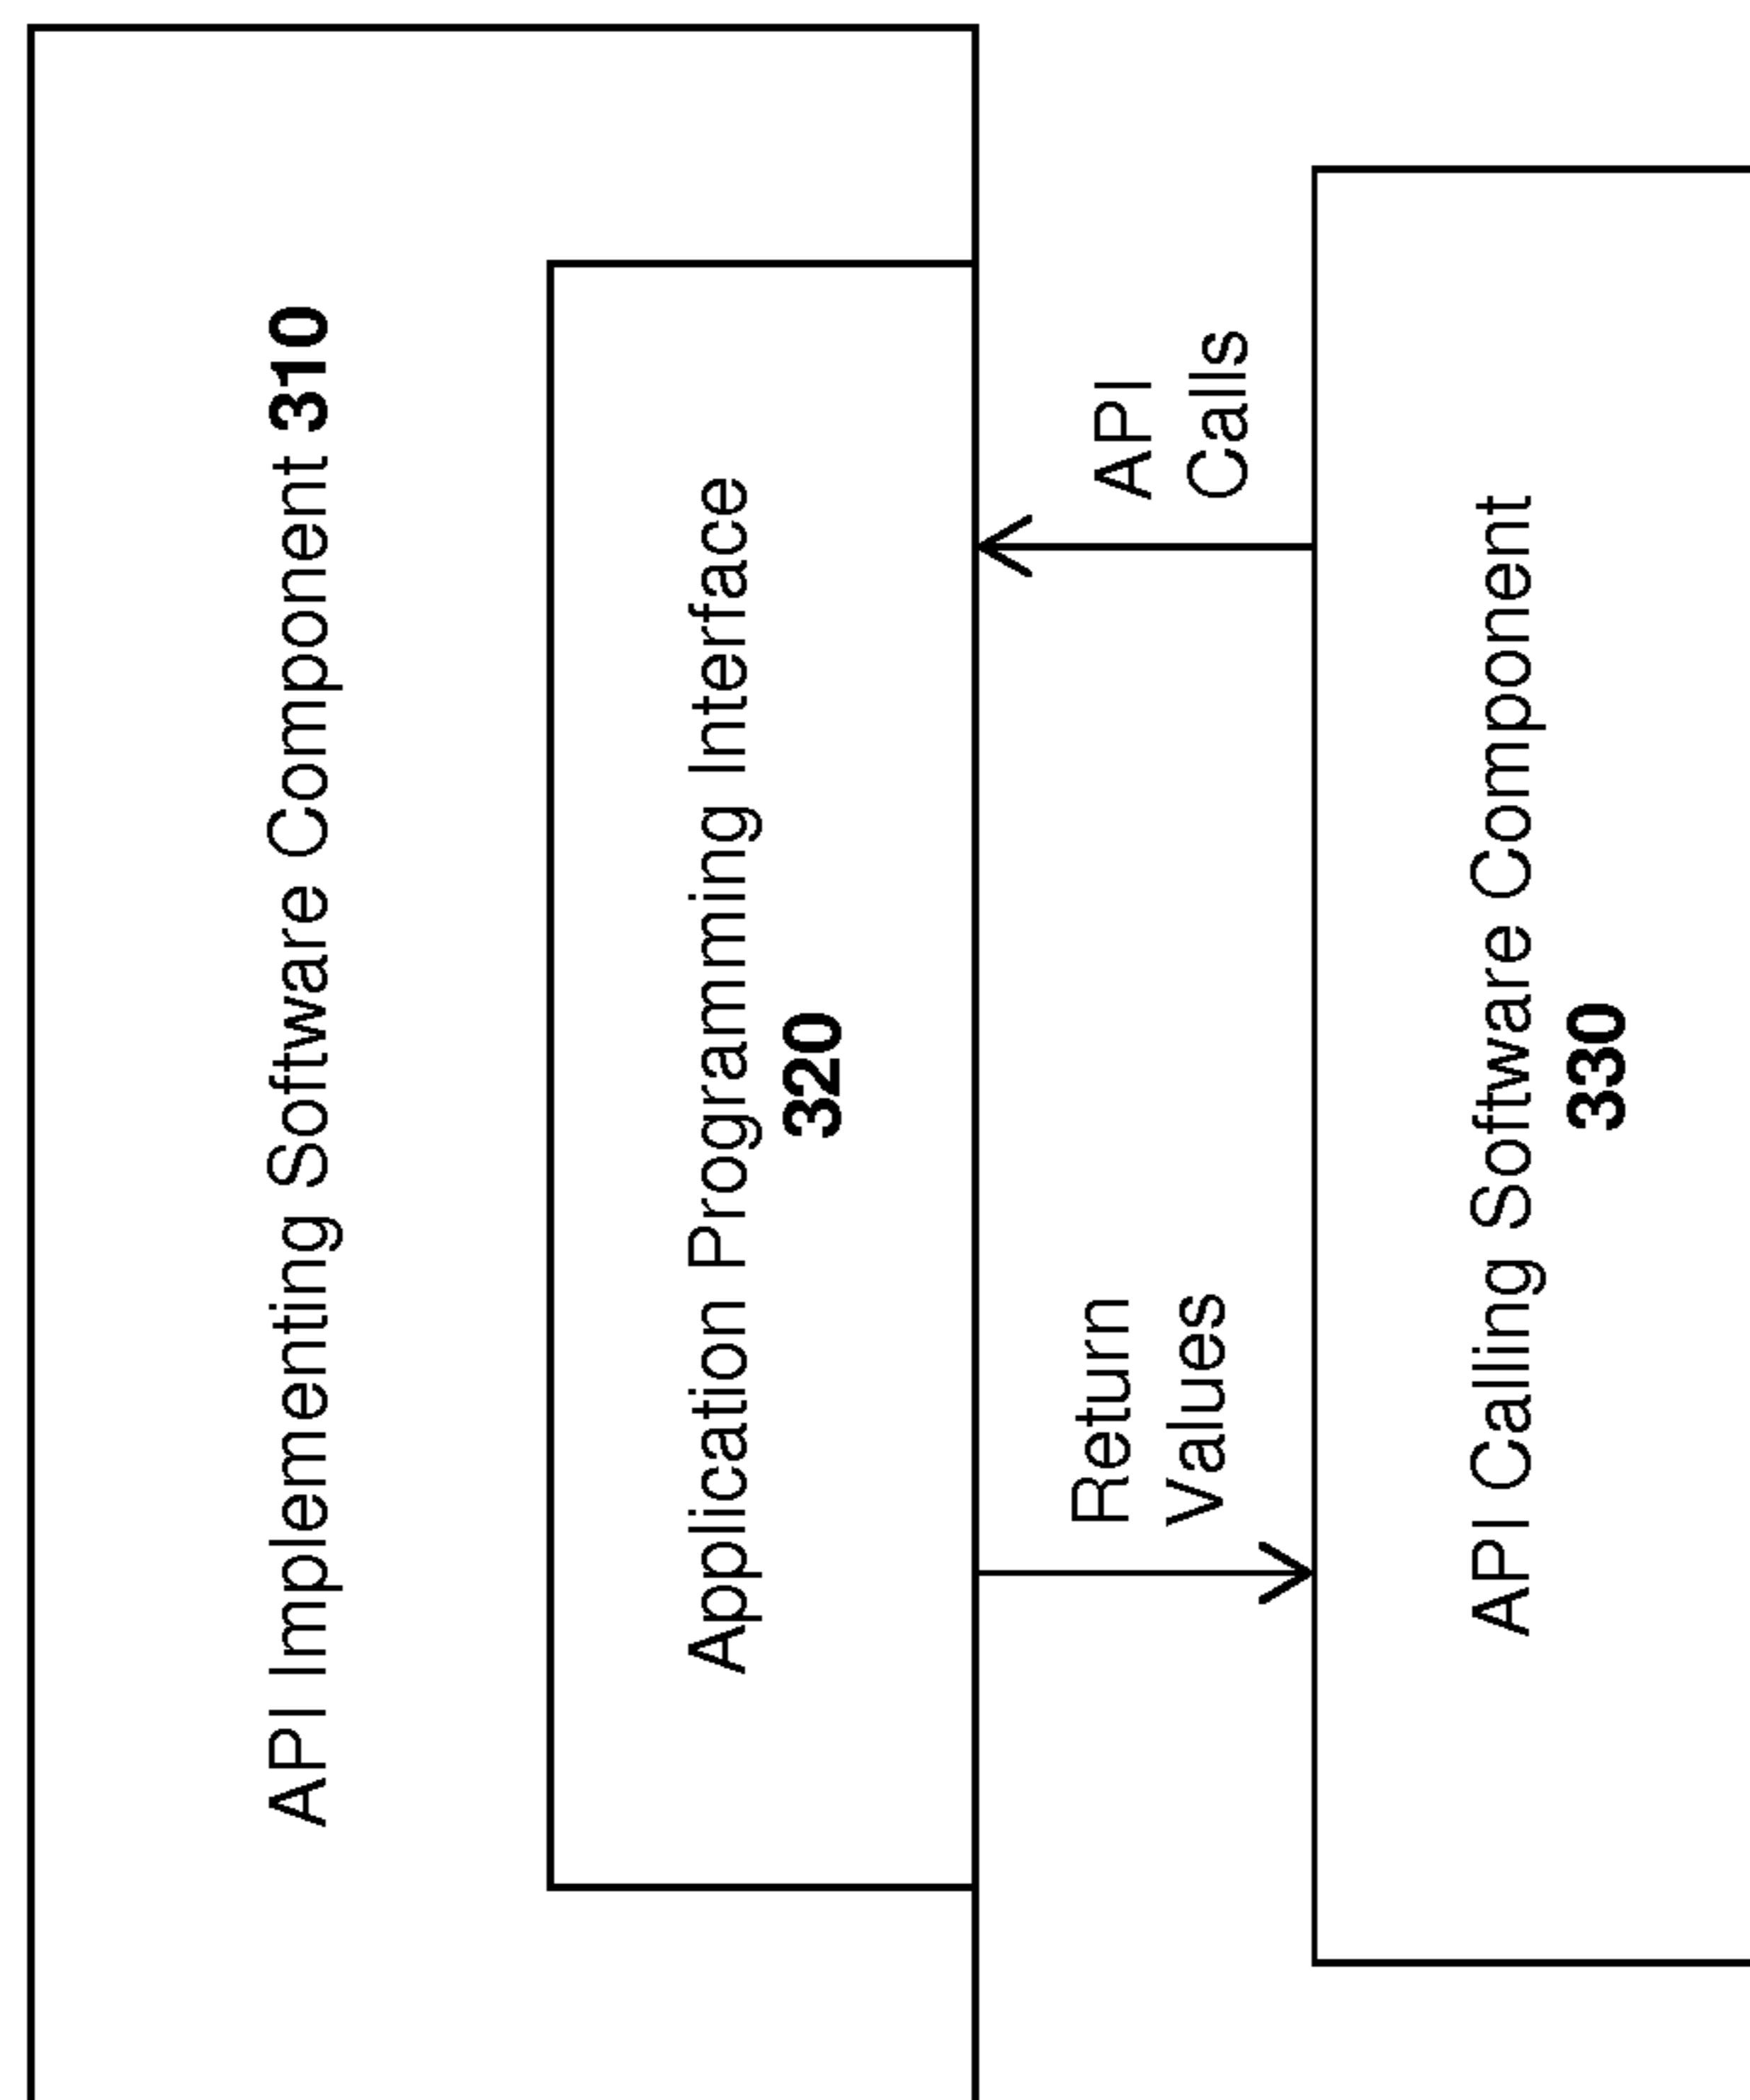 API Implementing Software Component 310
Application Programming Interface
320
Return
Values
API
Calls
API Calling Software Component
330